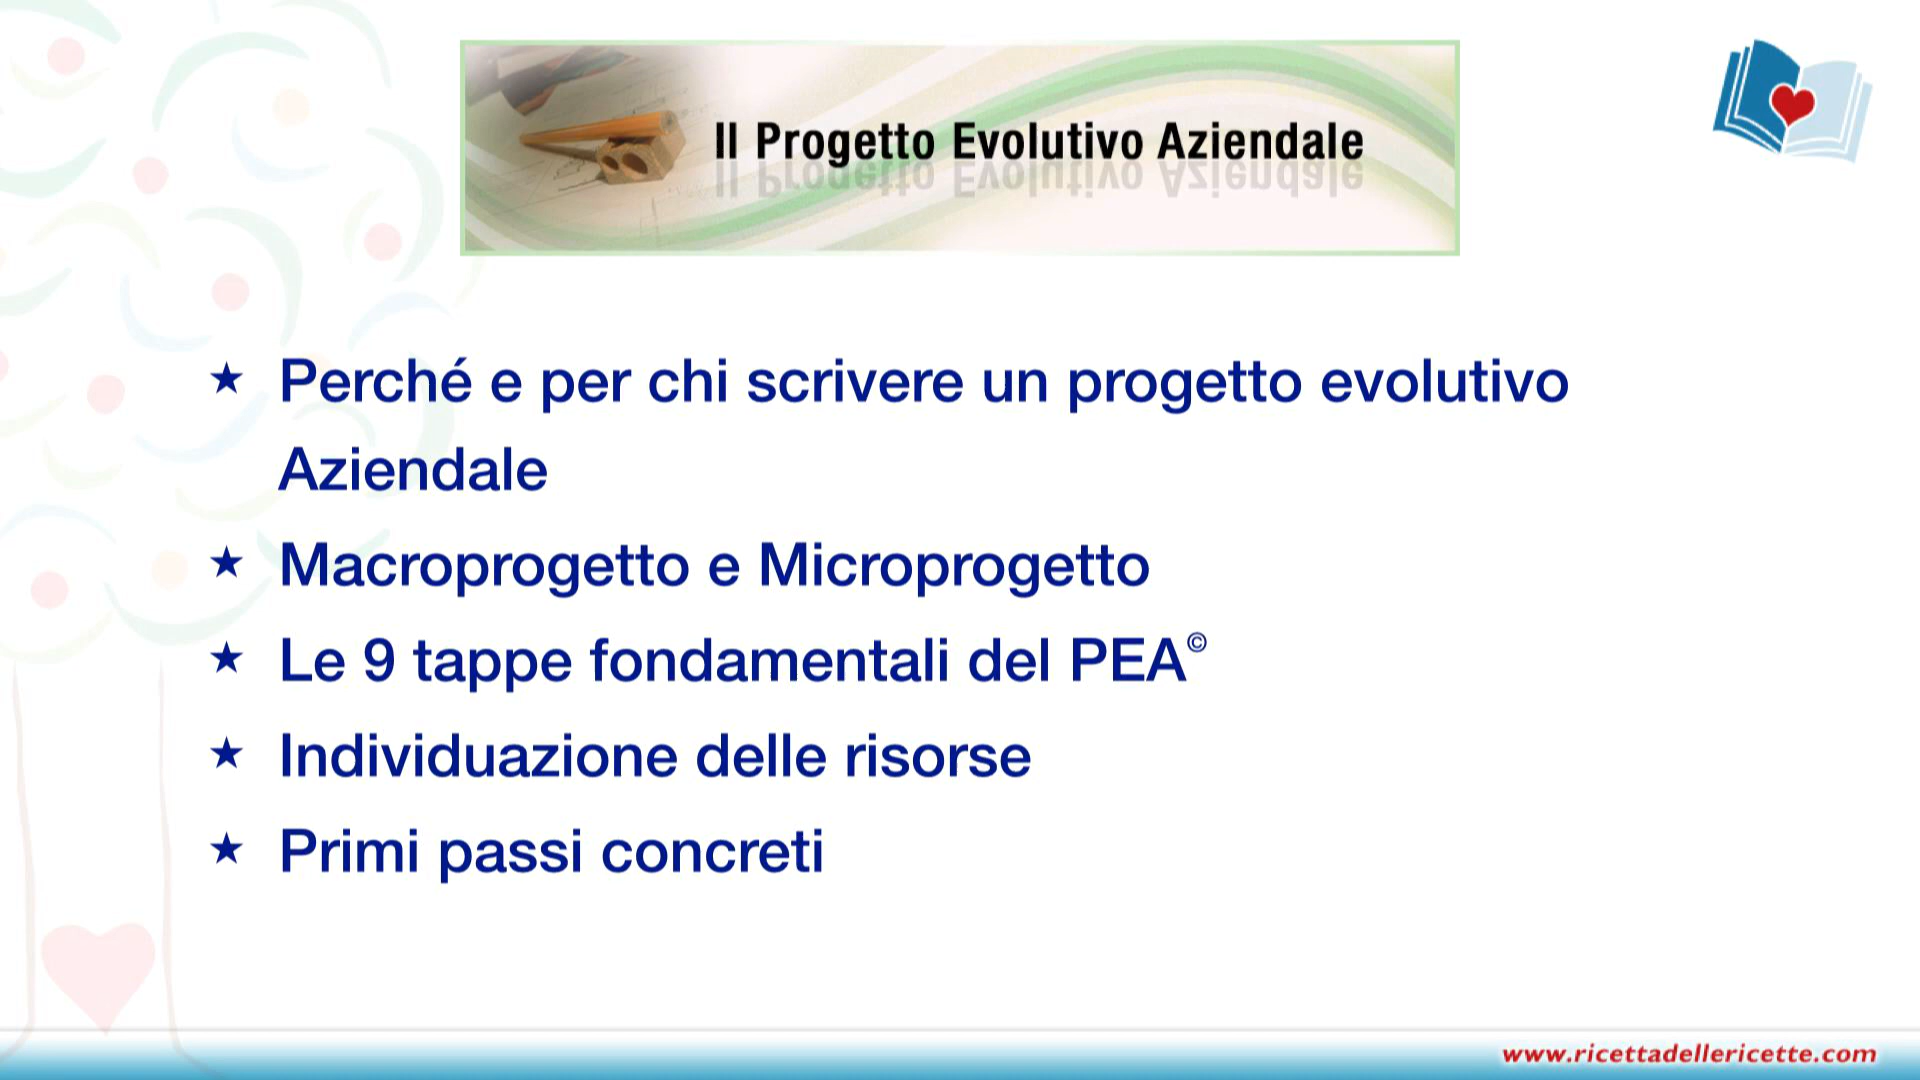 Il Progetto Evolutivo Aziendale
★ Perché e per chi scrivere un progetto evolutivo
Aziendale
★ Macroprogetto e Microprogetto
★ Le 9 tappe fondamentali del PEA©
★ Individuazione delle risorse
★ Primi passi concreti
www.ricettadellericette.com